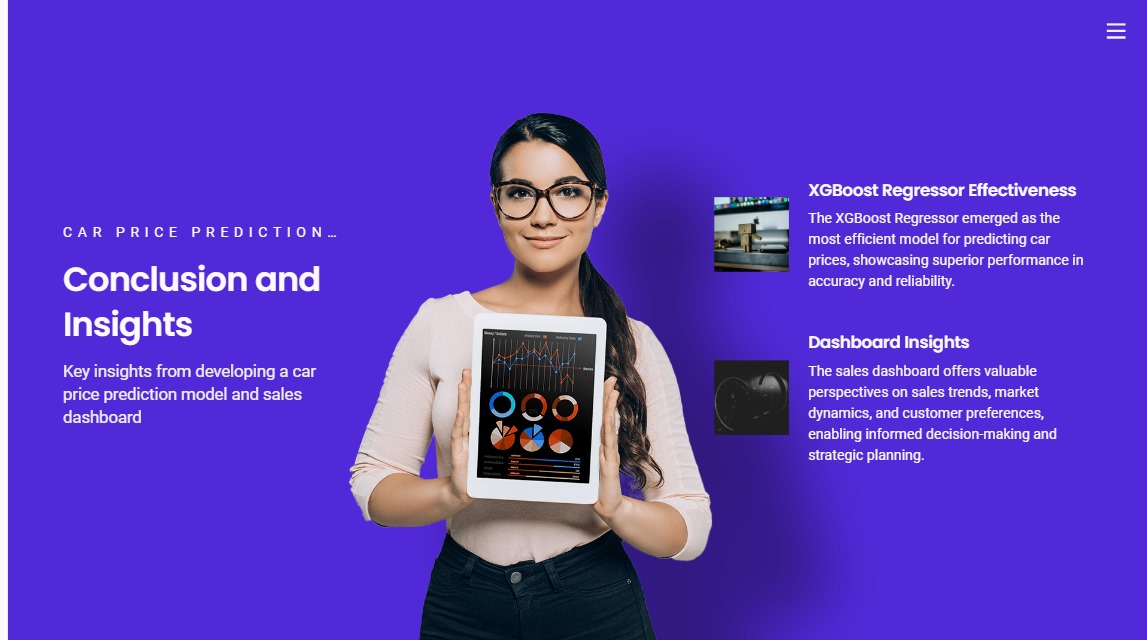 CAR PRICE PREDICTION…
Conclusion and
Insights
Key insights from developing a car
price prediction model and sales
dashboard
XGBoost Regressor Effectiveness
The XGBoost Regressor emerged as the
most efficient model for predicting car
prices, showcasing superior performance in
accuracy and reliability.
Dashboard Insights
The sales dashboard offers valuable
perspectives on sales trends, market
dynamics, and customer preferences,
enabling informed decision-making and
strategic planning.